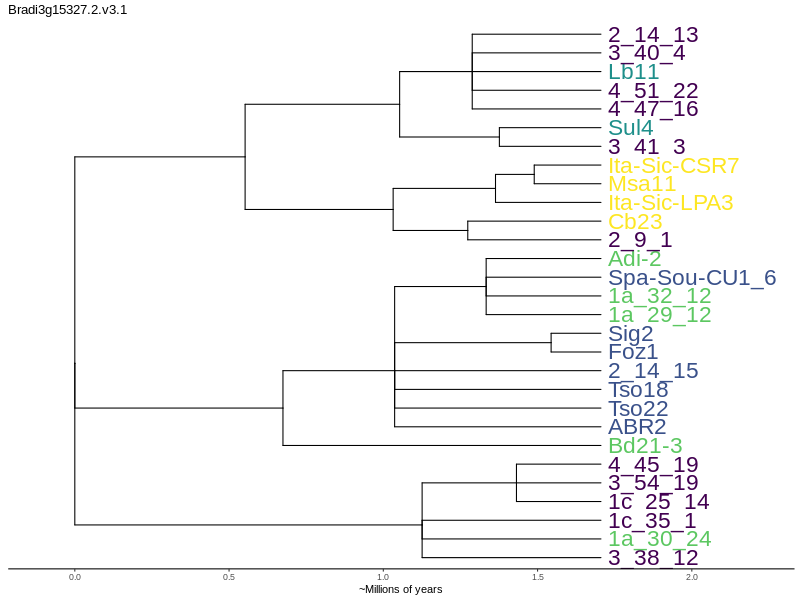 Bradi3g15327.2.v3.1
2_14_13
3_40_4
Lb11
4_51_22
4_47_16
Sul4
3_41_3
Ita-Sic-CSR7
Msa11
Ita-Sic-LPA3
Cb23
2_9_1
Adi-2
Spa-Sou-CU1_6
1a_32_12
1a_29_12
Sig2
Foz1
2_14_15
Tso18
Tso22
ABR2
Bd21-3
4_45_19
3_54_19
1c_25_14
1c_35_1
1a_30_24
3_38_12
0.0 0.5 1.0 1.5 2.0
~Millions of years